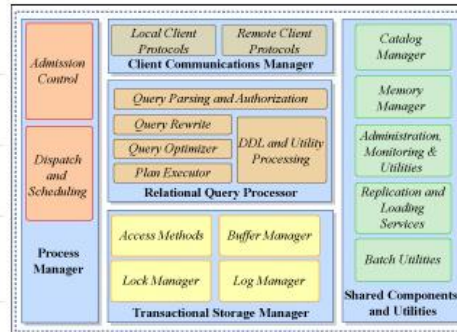 Admission
Control
Dispatch
and
Scheduling
Process
Manager
Local Client
Protocols
Remote Client
Protocols
Client Communications Manager
Query Parsing and Authorization
Query Rewrite
Query Optimizer
Plan Executor
DDL and Utility
Processing
Relational Query Processor
Access Methods
Buffer Manager
Lock Manager
Log Manager
Transactional Storage Manager
Catalog
Manager
Memory
Manager
Administration,
Monitoring &
Utilities
Replication and
Loading
Services
Batch Utilities
Shared Components
and Utilities